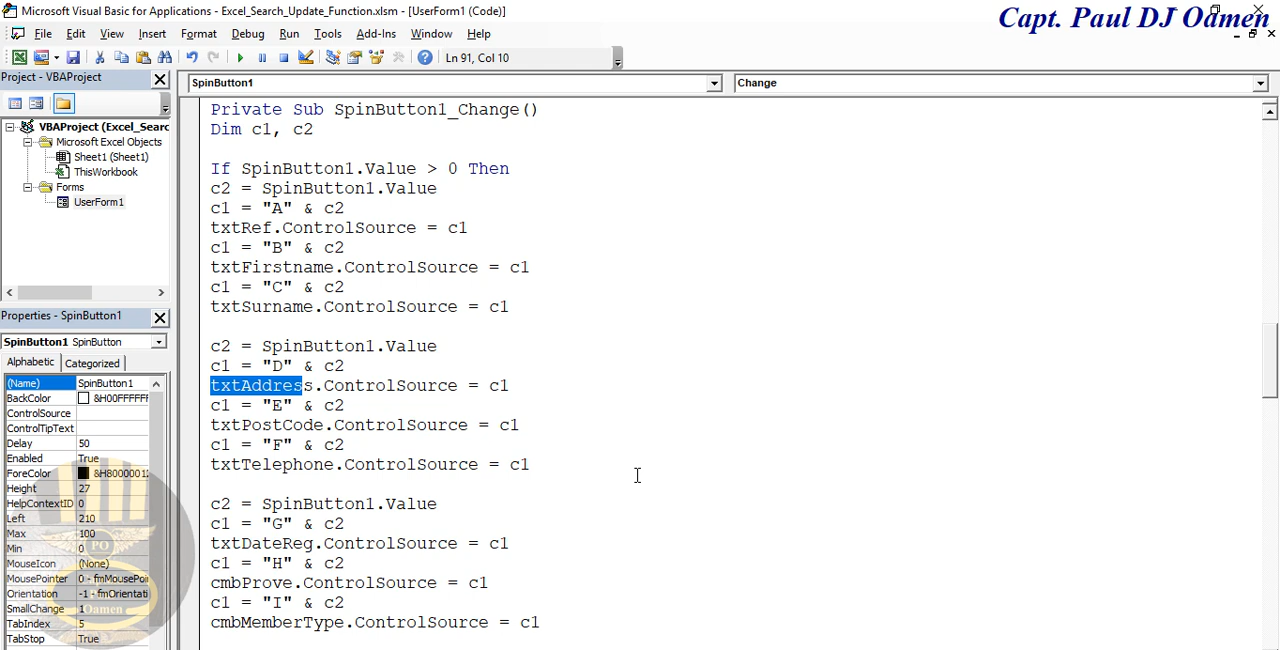 Microsoft Visual Basic for Applications - Excel_Search_Update_Function.xlsm - [UserForm1 (Code)]
Capt. Paul DJ Oamen
File Edit View Insert Format Debug Run Tools Add-Ins Window Help
Ln 91, Col 10
Project - VBAProject
SpinButton1 Change
VBAProject (Excel_Searc
Microsoft Excel Objects
Sheet1 (Sheet1)
ThisWorkbook
Forms
UserForm1
Properties - SpinButton1
SpinButton1 SpinButton
Alphabetic Categorized
(Name) SpinButton1
BackColor &H00FFFFFF
ControlSource
ControlTipText
Delay 50
Enabled True
ForeColor &H80000012
Height 27
HelpContextID 0
Left 210
Max 100
Min 0
MouseIcon (None)
MousePointer 0 - fmMousePoi
Orientation -1 - fmOrientati
SmallChange 1
TabIndex 5
TabStop True
PO
Oamen
Private Sub SpinButton1_Change()
Dim c1, c2
If SpinButton1.Value > 0 Then
c2 = SpinButton1.Value
c1 = "A" & c2
txtRef.ControlSource = c1
c1 = "B" & c2
txtFirstname.ControlSource = c1
c1 = "C" & c2
txtSurname.ControlSource = c1
c2 = SpinButton1.Value
c1 = "D" & c2
txtAddress.ControlSource = c1
c1 = "E" & c2
txtPostCode.ControlSource = c1
c1 = "F" & c2
txtTelephone.ControlSource = c1
c2 = SpinButton1.Value
c1 = "G" & c2
txtDateReg.ControlSource = c1
c1 = "H" & c2
cmbProve.ControlSource = c1
c1 = "I" & c2
cmbMemberType.ControlSource = c1